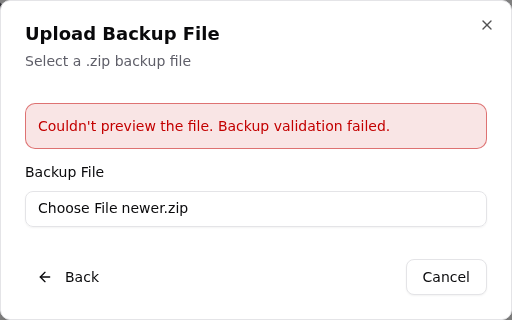 Upload Backup File
Select a .zip backup file
Couldn't preview the file. Backup validation failed.
Backup File
Choose File newer.zip
Back
Cancel